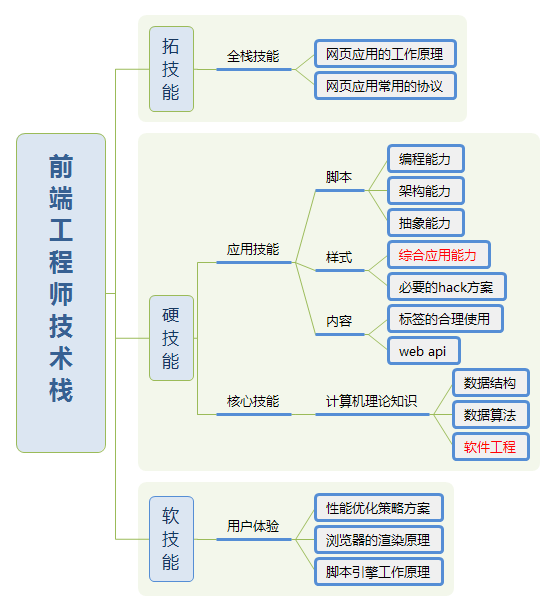 前端工程师技术栈
拓技能
全栈技能
网页应用的工作原理
网页应用常用的协议
硬技能
应用技能
脚本
编程能力
架构能力
抽象能力
样式
综合应用能力
必要的hack方案
内容
标签的合理使用
web api
核心技能
计算机理论知识
数据结构
数据算法
软件工程
软技能
用户体验
性能优化策略方案
浏览器的渲染原理
脚本引擎工作原理